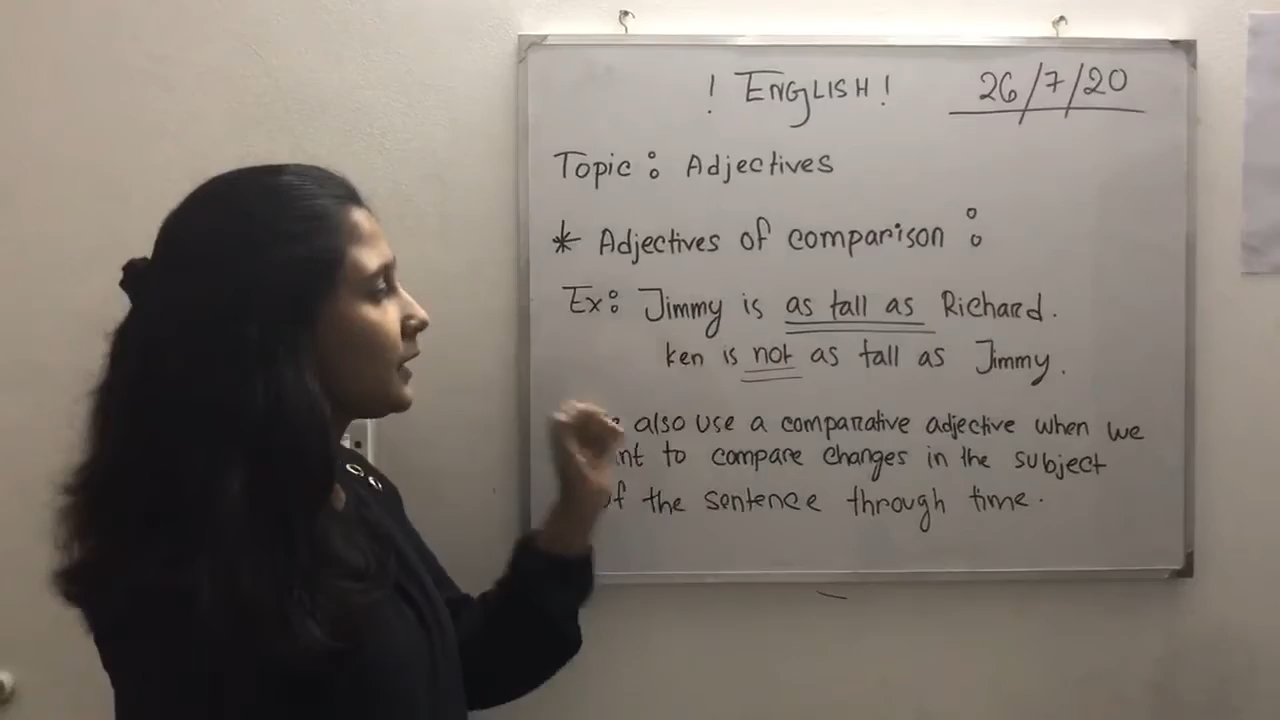 ! ENGLISH !
26/7/20
Topic: Adjectives
* Adjectives of comparison:
Ex: Jimmy is as tall as Richard.
ken is not as tall as Jimmy.
also use a comparative adjective when we
to compare changes in the subject
the sentence through time.